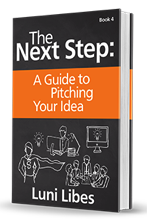 Book 4
The
Next Step:
A Guide to
Pitching
Your Idea
Luni Libes